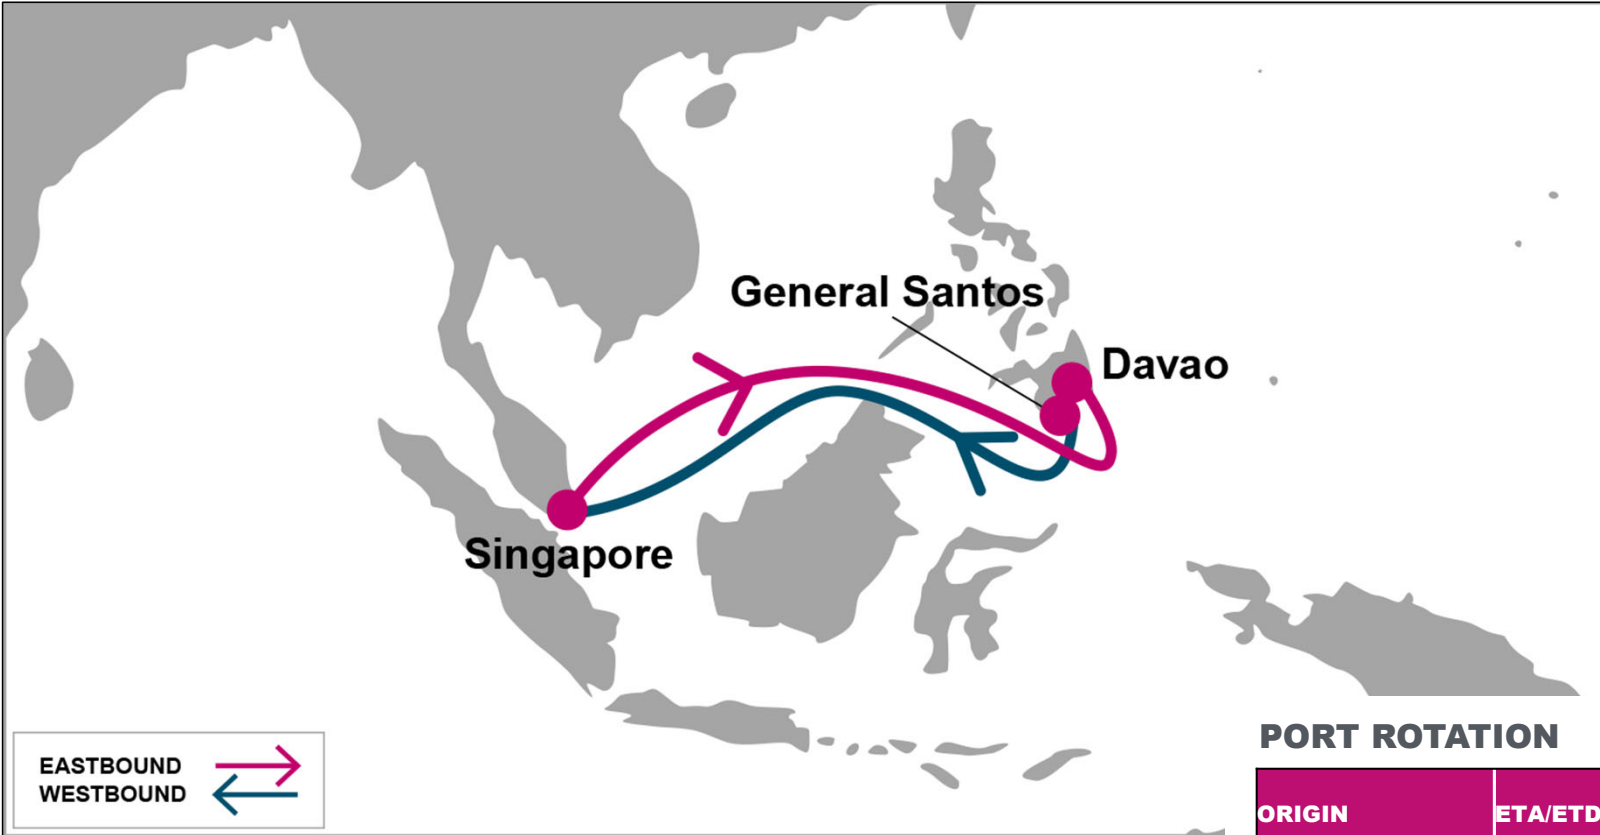 General Santos
Davao
Singapore
EASTBOUND
WESTBOUND
PORT ROTATION
ORIGIN ETA/ETD